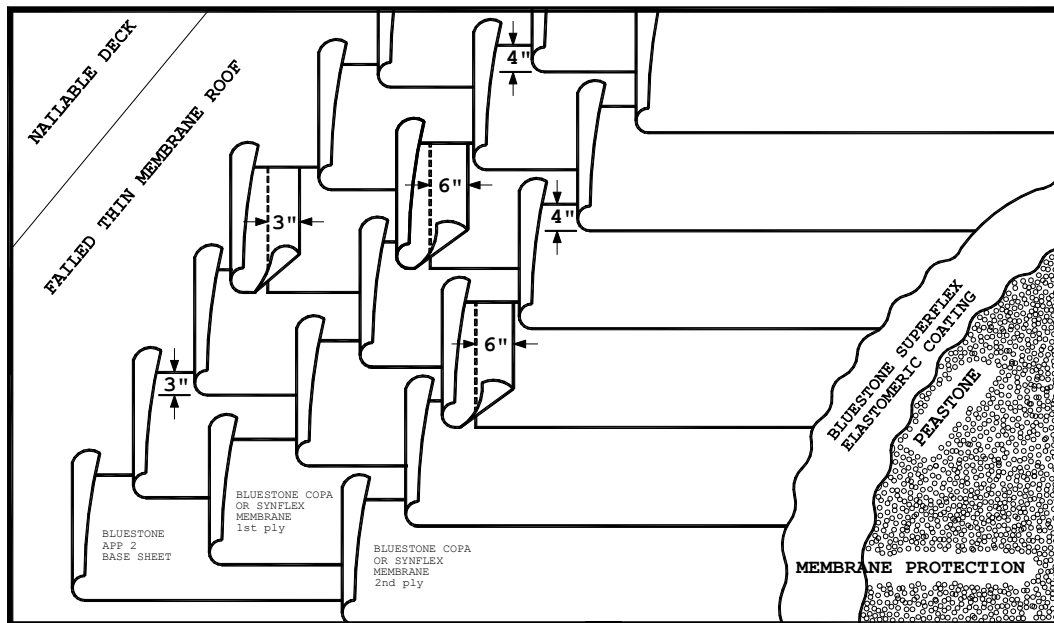 NAILABLE DECK
FAILED THIN MEMBRANE ROOF
4"
6"
3"
4"
6"
3"
BLUESTONE SUPERFLEX
ELASTOMERIC COATING
PEASTONE
BLUESTONE COPA
OR SYNFLEX
MEMBRANE
1st ply
BLUESTONE
APP 2
BASE SHEET
BLUESTONE COPA
OR SYNFLEX
MEMBRANE
2nd ply
MEMBRANE PROTECTION